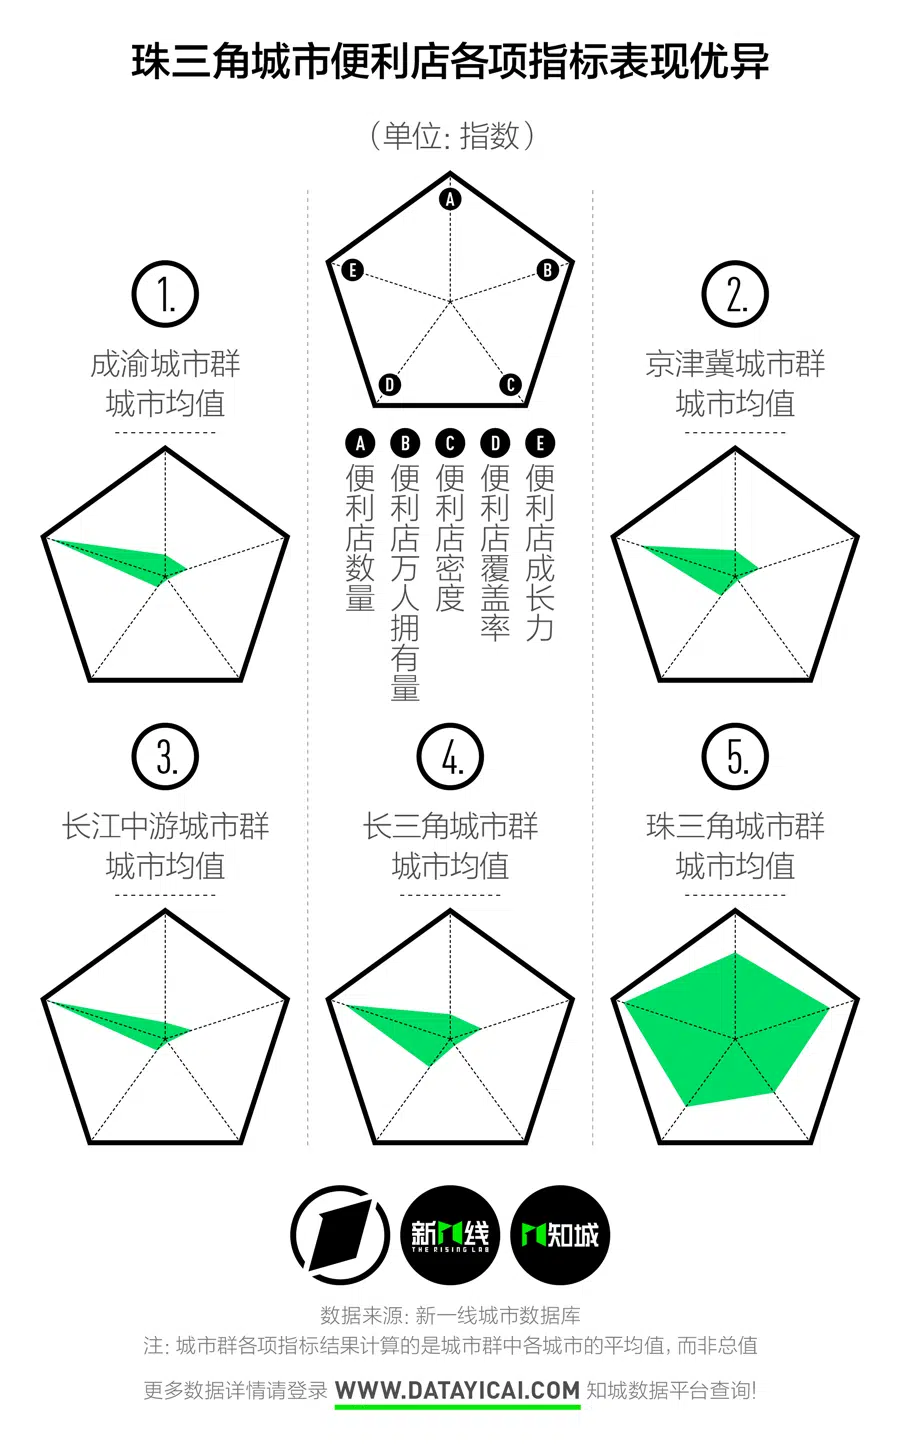 珠三角城市便利店各项指标表现优异
（单位: 指数）
A
B
C
D
E
1.
成渝城市群
城市均值
2.
京津冀城市群
城市均值
A 便利店数量
B 便利店万人拥有量
C 便利店密度
D 便利店覆盖率
E 便利店成长力
3.
长江中游城市群
城市均值
4.
长三角城市群
城市均值
5.
珠三角城市群
城市均值
新一线
THE RISING LAB
知城
数据来源: 新一线城市数据库
注: 城市群各项指标结果计算的是城市群中各城市的平均值, 而非总值
更多数据详情请登录 WWW.DATAYICAI.COM 知城数据平台查询!